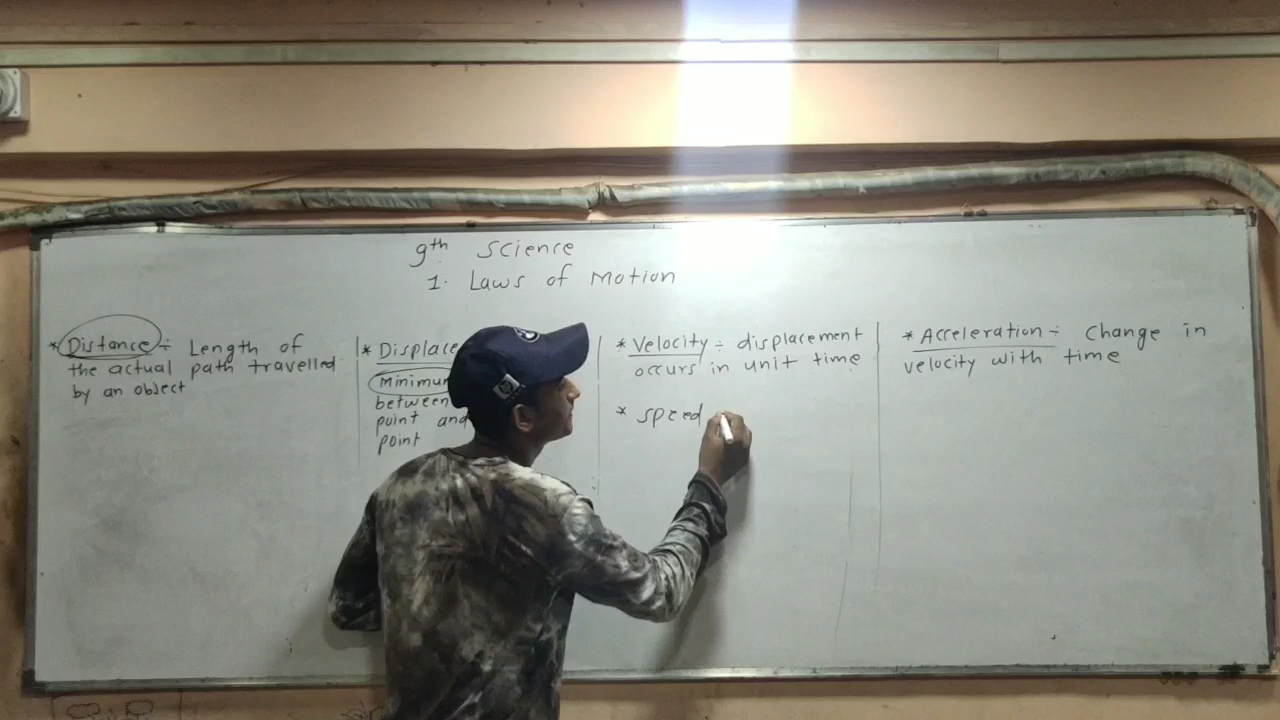 9th Science
1. Laws of Motion
* Distance ÷ Length of
the actual path travelled
by an object
* Displace
Minimum
between
point and
point
* Velocity ÷ displacement
occurs in unit time
* speed
* Acceleration ÷ Change in
velocity with time